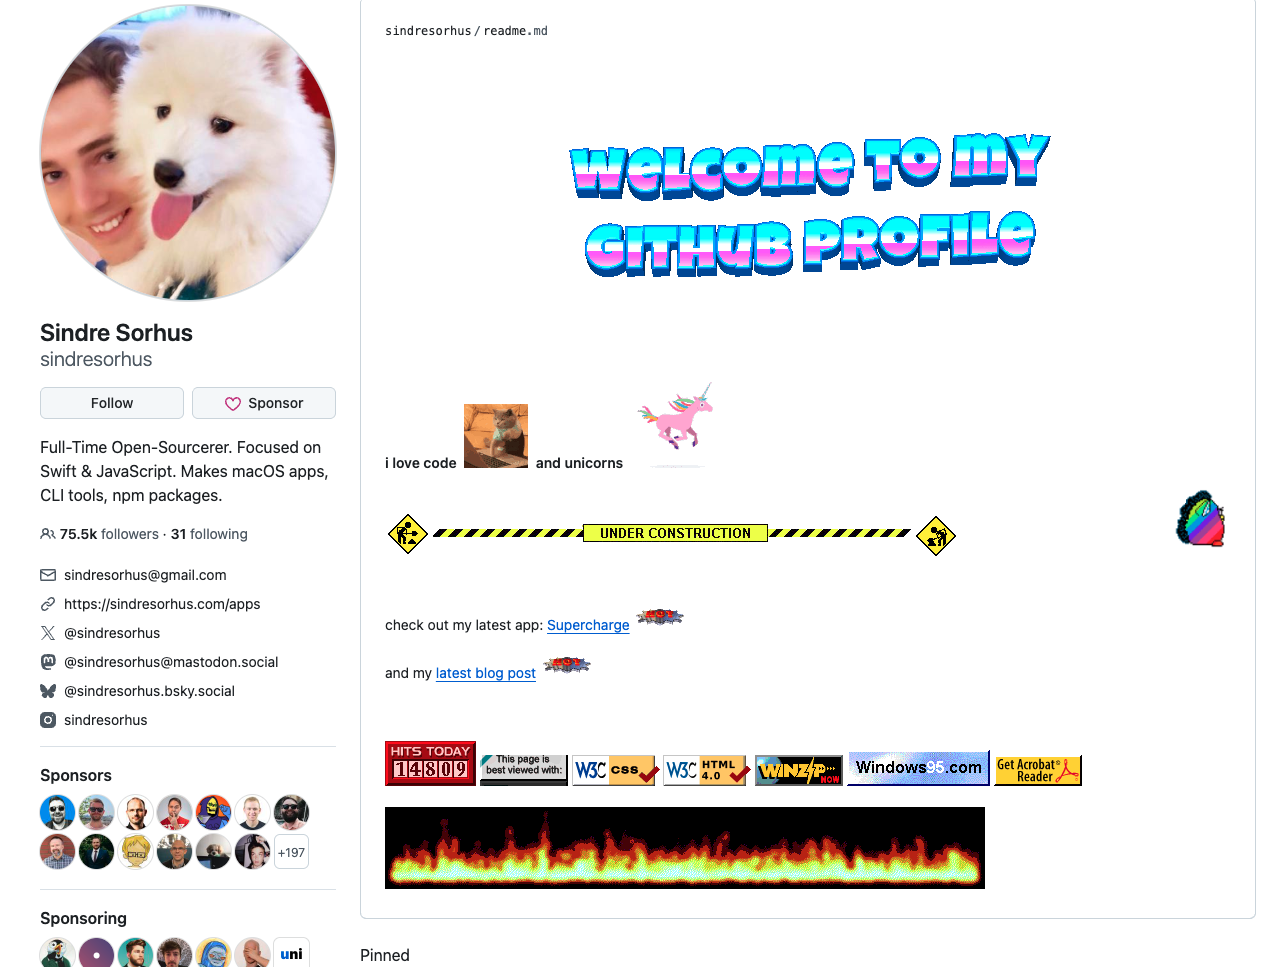 Sindre Sorhus
sindresorhus
Follow
Sponsor
Full-Time Open-Sourcerer. Focused on
Swift & JavaScript. Makes macOS apps,
CLI tools, npm packages.
75.5k followers · 31 following
sindresorhus@gmail.com
https://sindresorhus.com/apps
@sindresorhus
@sindresorhus@mastodon.social
@sindresorhus.bsky.social
sindresorhus
Sponsors
+197
Sponsoring
uni
sindresorhus/readme.md
WELCOME TO MY
GITHUB PROFILE
i love code and unicorns
UNDER CONSTRUCTION
check out my latest app: Supercharge HOT
and my latest blog post HOT
HITS TODAY
14809
This page is
best viewed with:
W3C CSS
W3C HTML
4.0
WINZIP NOW
Windows95.com
Get Acrobat®
Reader
Pinned